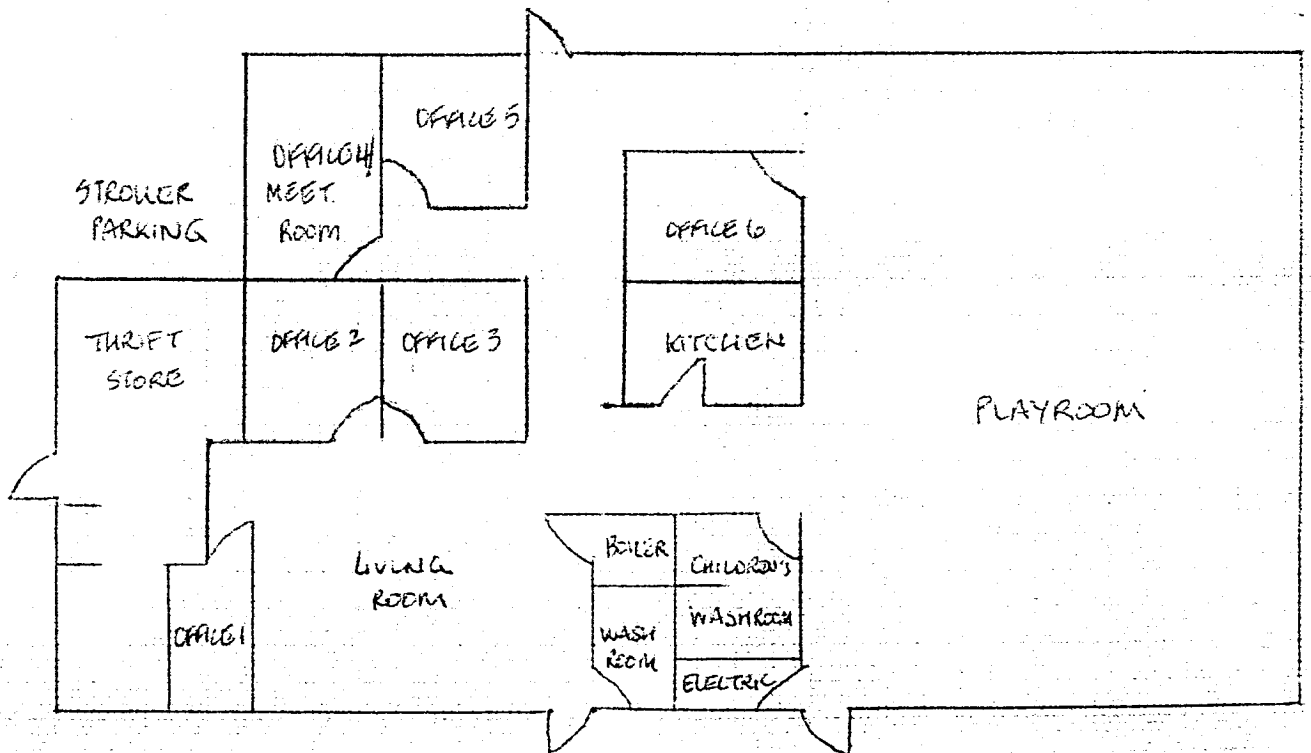 OFFICE 5
OFFICE 4/
MEET.
ROOM
STROLLER
PARKING
OFFICE 6
THRIFT
STORE
OFFICE 2
OFFICE 3
KITCHEN
PLAYROOM
LIVING
ROOM
BOILER
CHILDREN'S
WASHROOM
WASH
ROOM
OFFICE 1
ELECTRIC